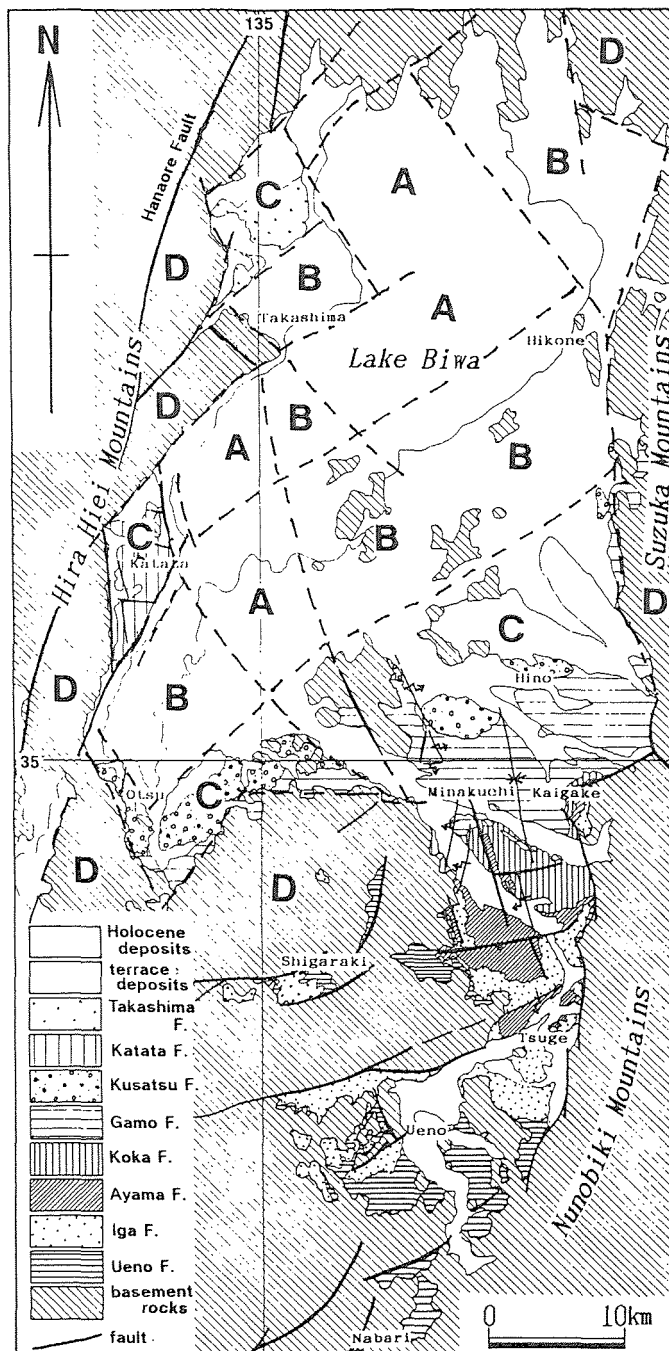 135
N
D
Hanaore Fault
B
A
C
D
B
Takashima
A
Hikone
Lake Biwa
D
B
A
B
Suzuka Mountains
Hira Hiei Mountains
C
Katata
B
A
D
C
D
Hino
B
35
Otsu
C
Minakuchi
Kaigake
D
D
Shigaraki
Tsuge
Ueno
Nunobiki Mountains
Nabari
Holocene
deposits
terrace
deposits
Takashima
F.
Katata F.
Kusatsu F.
Gamo F.
Koka F.
Ayama F.
Iga F.
Ueno F.
basement
rocks
fault
0 10km